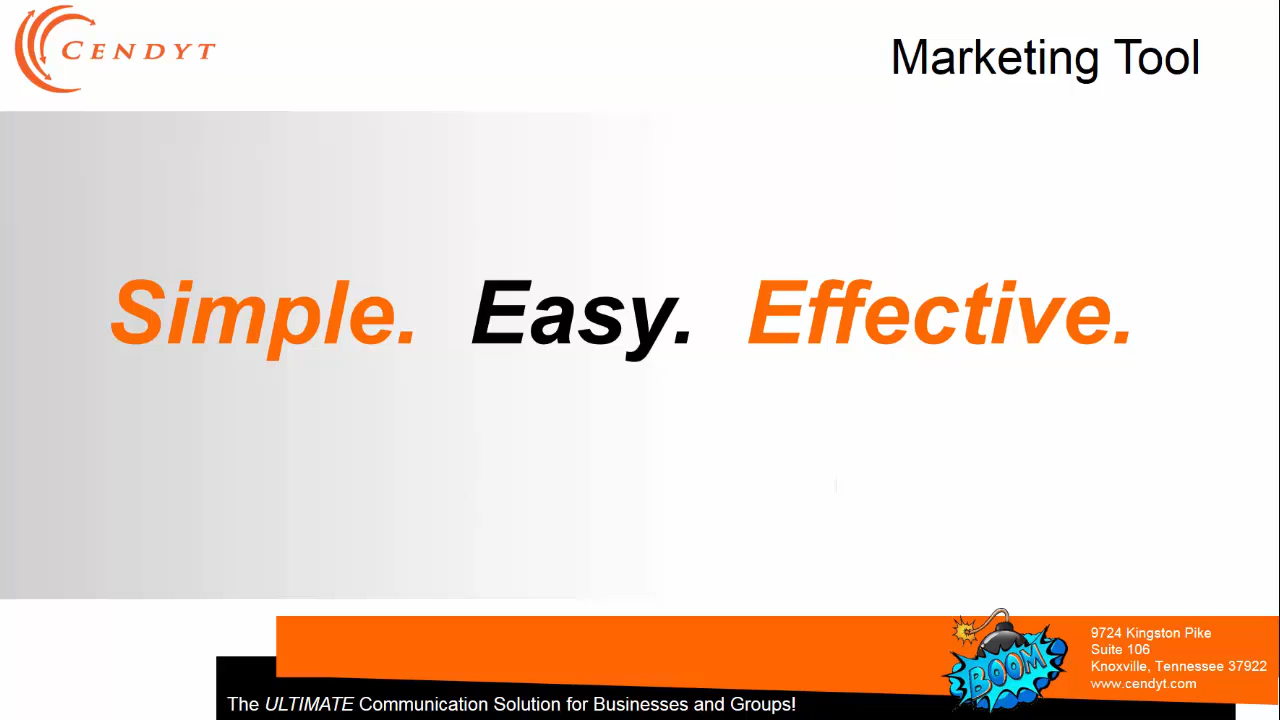 CENDYT
Marketing Tool
Simple. Easy. Effective.
BOOM
9724 Kingston Pike
Suite 106
Knoxville, Tennessee 37922
www.cendyt.com
The ULTIMATE Communication Solution for Businesses and Groups!